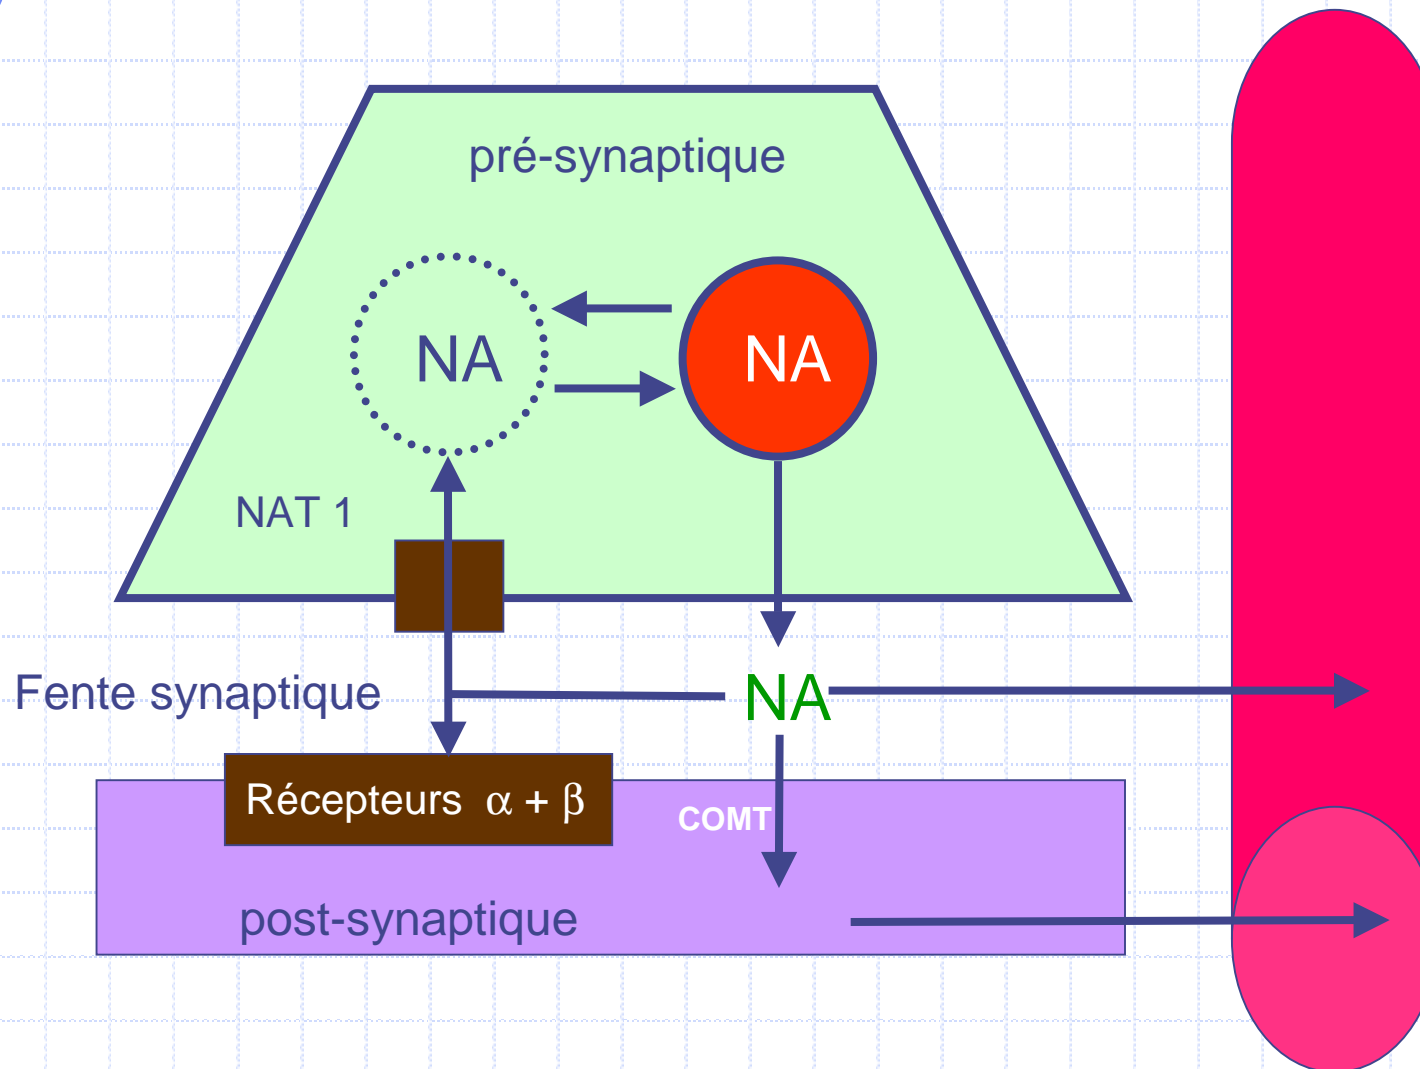 pré-synaptique
NA
NA
NAT 1
Fente synaptique
NA
Récepteurs α + β
COMT
post-synaptique